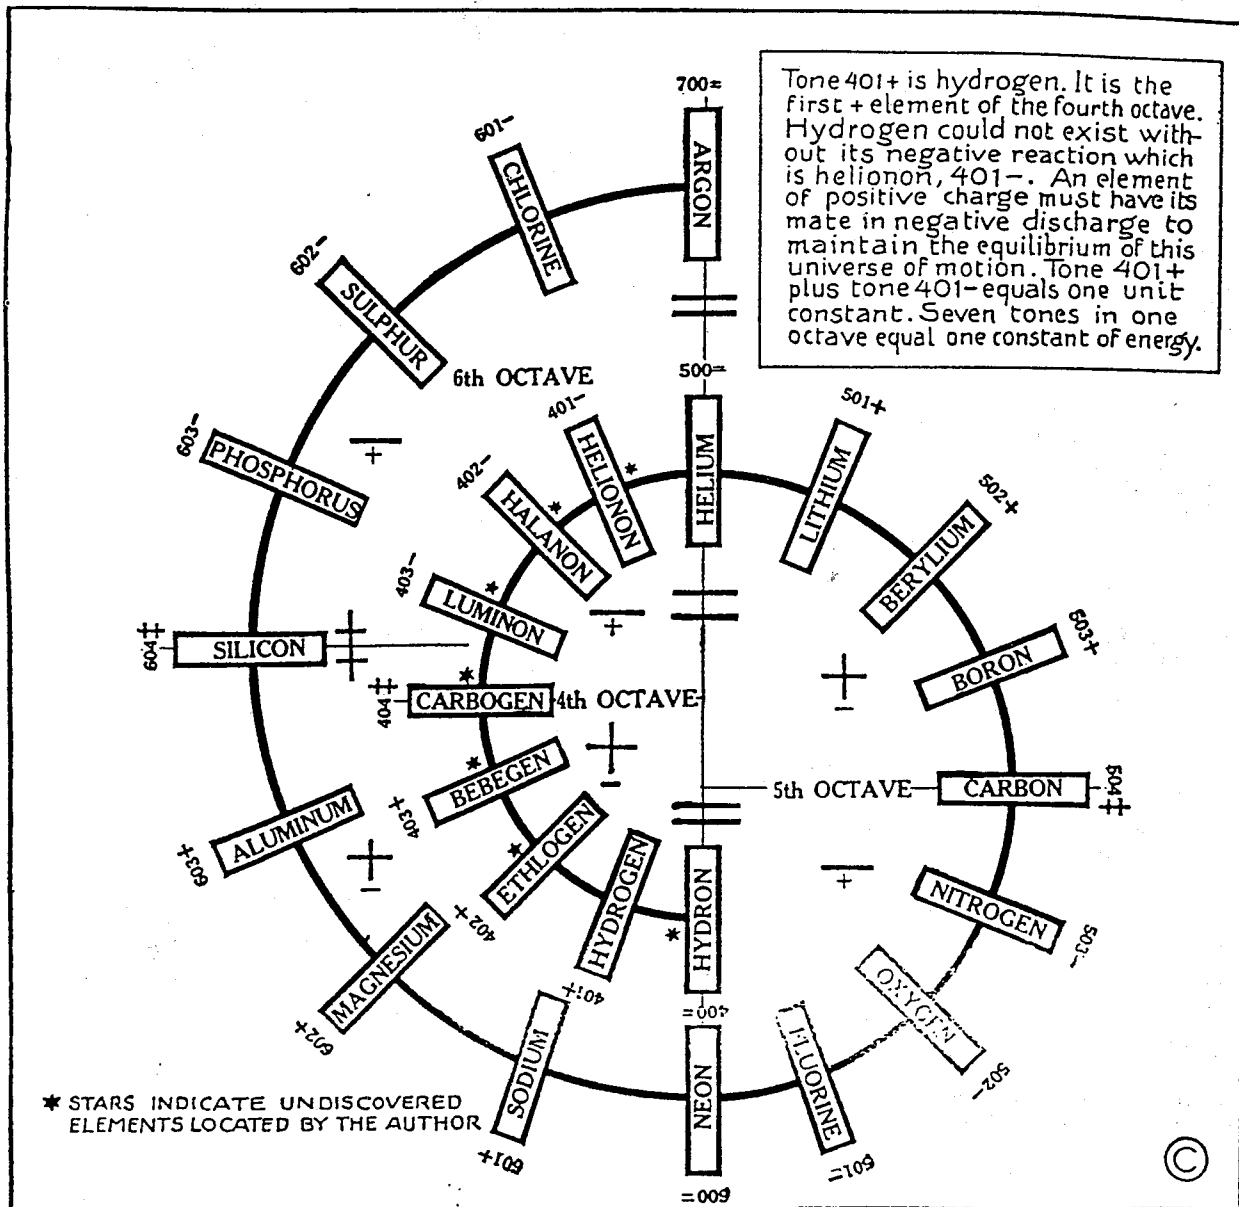 Tone 401+ is hydrogen. It is the
first + element of the fourth octave.
Hydrogen could not exist with-
out its negative reaction which
is helionon, 401-. An element
of positive charge must have its
mate in negative discharge to
maintain the equilibrium of this
universe of motion. Tone 401+
plus tone 401- equals one unit
constant. Seven tones in one
octave equal one constant of energy.
700=
ARGON
601-
CHLORINE
602-
SULPHUR
6th OCTAVE
603-
PHOSPHORUS
604‡
SILICON
603+
ALUMINUM
602+
MAGNESIUM
601+
SODIUM
600=
NEON
500=
HELIUM
401-
HELIONON *
402-
HALANON *
403-
LUMINON *
404‡
CARBOGEN *
4th OCTAVE
403+
BEBEGEN *
402+
ETHLOGEN *
401+
HYDROGEN
400=
HYDRON *
501+
LITHIUM
502+
BERYLIUM
603+
BORON
5th OCTAVE
CARBON
504‡
NITROGEN
503-
OXYGEN
502-
FLUORINE
601=
* STARS INDICATE UNDISCOVERED
ELEMENTS LOCATED BY THE AUTHOR
©